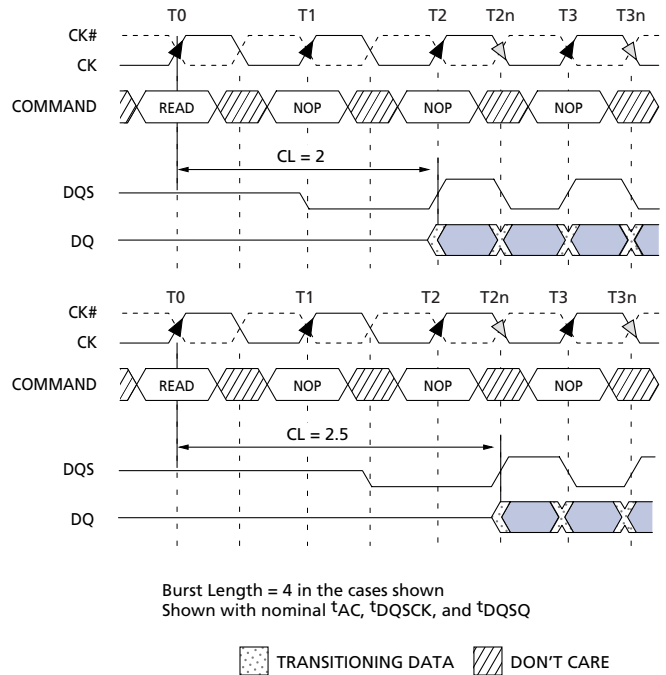 T0 T1 T2 T2n T3 T3n
CK#
CK
COMMAND READ NOP NOP NOP
CL = 2
DQS
DQ
T0 T1 T2 T2n T3 T3n
CK#
CK
COMMAND READ NOP NOP NOP
CL = 2.5
DQS
DQ
Burst Length = 4 in the cases shown
Shown with nominal tAC, tDQSCK, and tDQSQ
TRANSITIONING DATA DON'T CARE